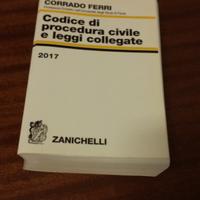 CORRADO FERRI
Codice di
procedura civile
e leggi collegate
2017
ZANICHELLI